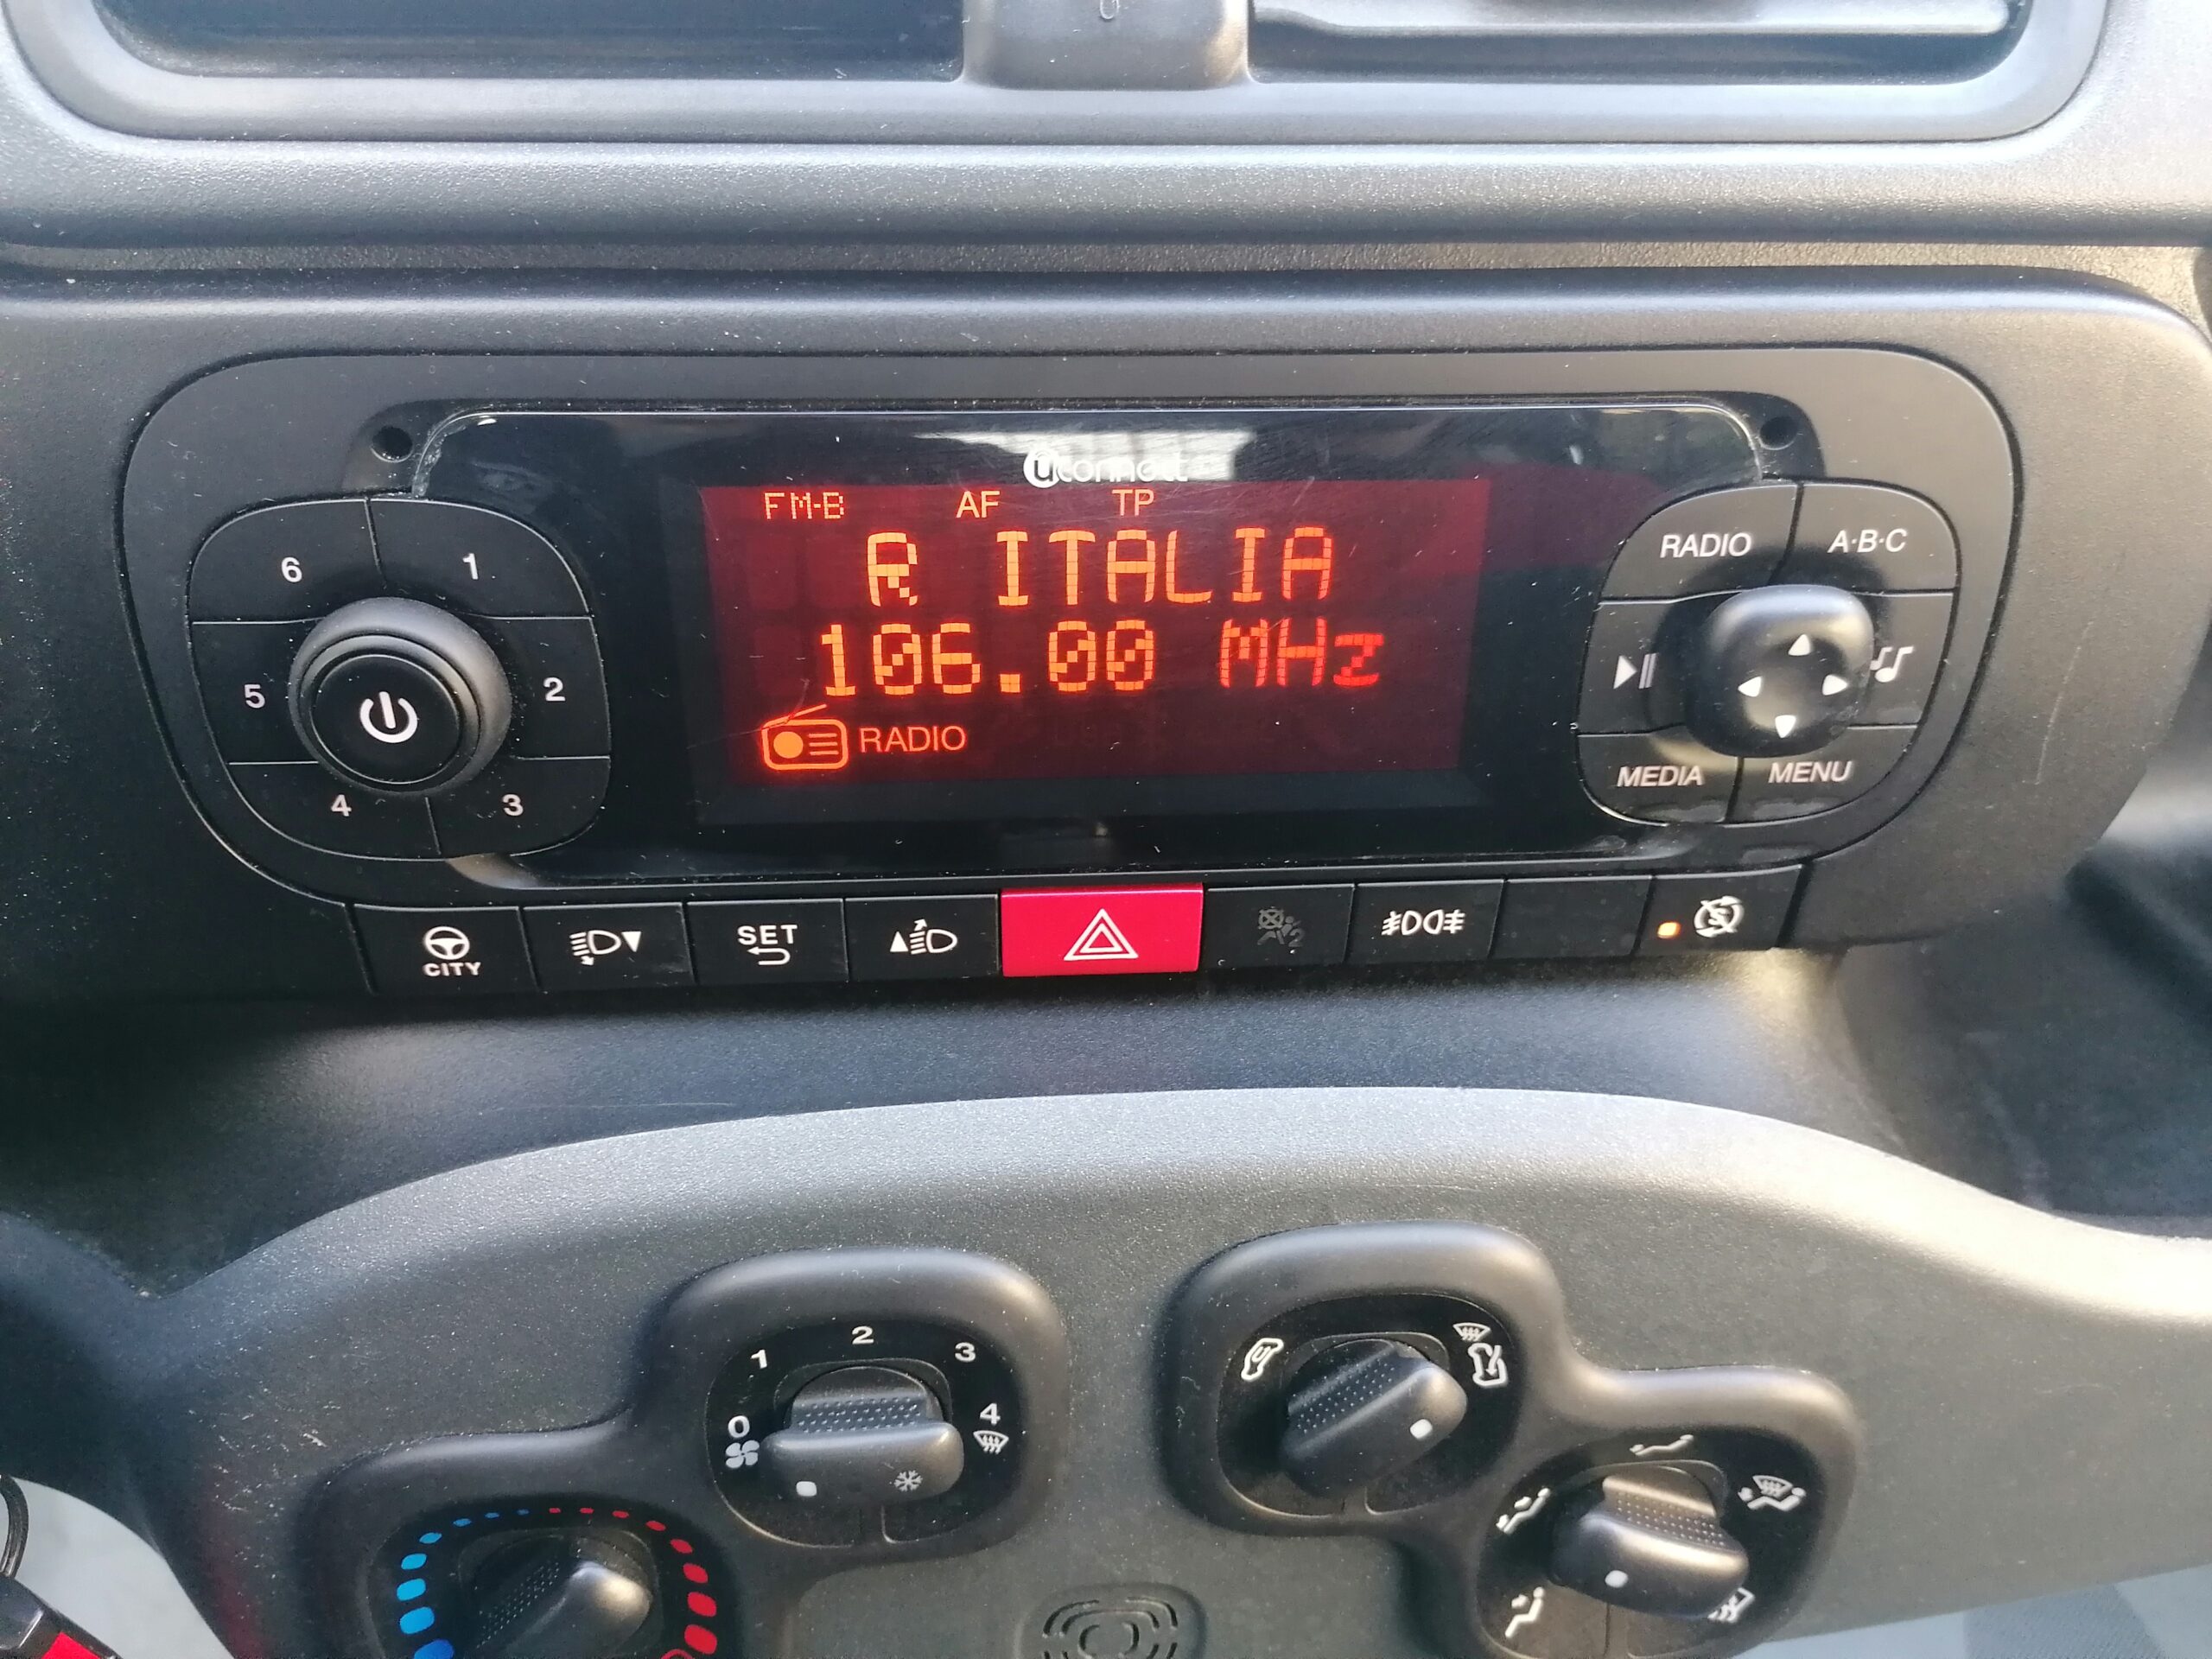 uconnect
FM-B AF TP
R ITALIA
106.00 MHz
RADIO
6 1
5 2
4 3
RADIO A·B·C
MEDIA MENU
CITY
SET
2
1 3
0 4